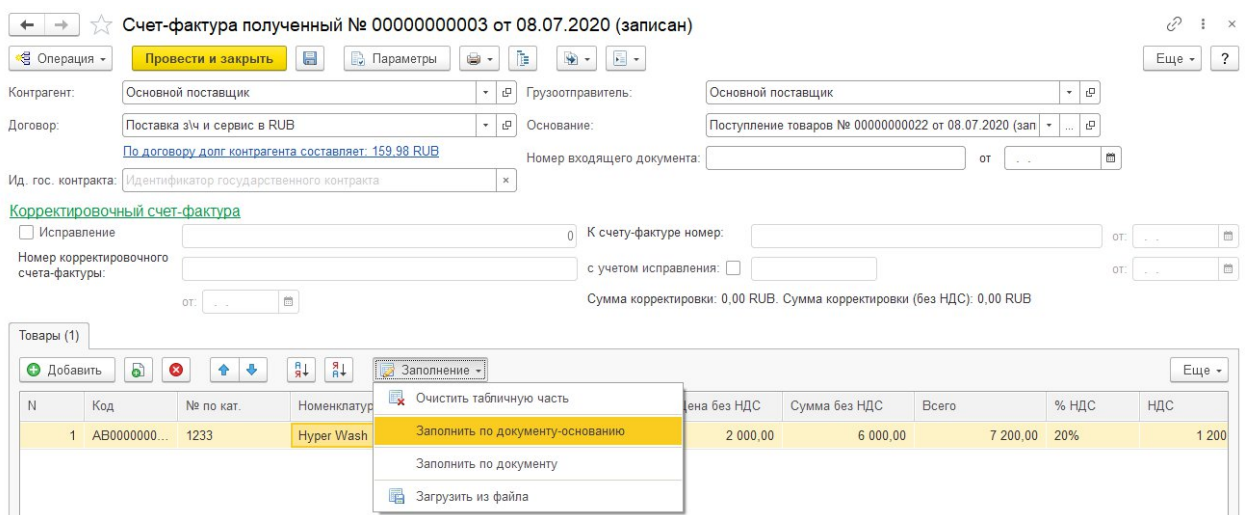 Счет-фактура полученный № 00000000003 от 08.07.2020 (записан)
Операция Провести и закрыть Параметры Еще ?
Контрагент: Основной поставщик Грузоотправитель: Основной поставщик
Договор: Поставка з\ч и сервис в RUB Основание: Поступление товаров № 00000000022 от 08.07.2020 (зап ...
По договору долг контрагента составляет: 159,98 RUB
Номер входящего документа: от . .
Ид. гос. контракта: Идентификатор государственного контракта
Корректировочный счет-фактура
Исправление 0 К счету-фактуре номер: от: . .
Номер корректировочного
счета-фактуры: с учетом исправления: от: . .
от: . . Сумма корректировки: 0,00 RUB. Сумма корректировки (без НДС): 0,00 RUB
Товары (1)
Добавить Заполнение Еще
Очистить табличную часть
N Код № по кат. Номенклатур Цена без НДС Сумма без НДС Всего % НДС НДС
Заполнить по документу-основанию
1 AB0000000... 1233 Hyper Wash 2 000,00 6 000,00 7 200,00 20% 1 200
Заполнить по документу
Загрузить из файла